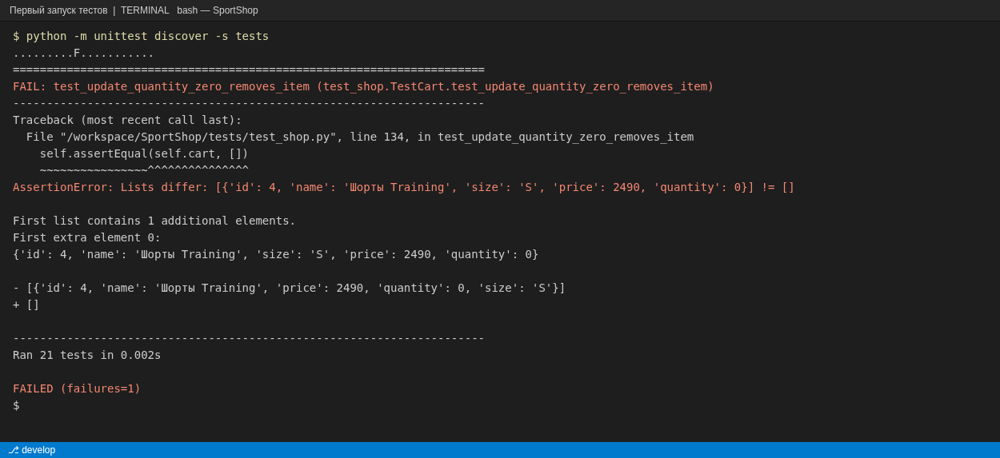 Первый запуск тестов | TERMINAL bash — SportShop
$ python -m unittest discover -s tests
.........F...........
======================================================================
FAIL: test_update_quantity_zero_removes_item (test_shop.TestCart.test_update_quantity_zero_removes_item)
----------------------------------------------------------------------
Traceback (most recent call last):
  File "/workspace/SportShop/tests/test_shop.py", line 134, in test_update_quantity_zero_removes_item
    self.assertEqual(self.cart, [])
    ~~~~~~~~~~~~~~~~^^^^^^^^^^^^^^^
AssertionError: Lists differ: [{'id': 4, 'name': 'Шорты Training', 'size': 'S', 'price': 2490, 'quantity': 0}] != []
First list contains 1 additional elements.
First extra element 0:
{'id': 4, 'name': 'Шорты Training', 'size': 'S', 'price': 2490, 'quantity': 0}
- [{'id': 4, 'name': 'Шорты Training', 'price': 2490, 'quantity': 0, 'size': 'S'}]
+ []
----------------------------------------------------------------------
Ran 21 tests in 0.002s
FAILED (failures=1)
$
⎇ develop